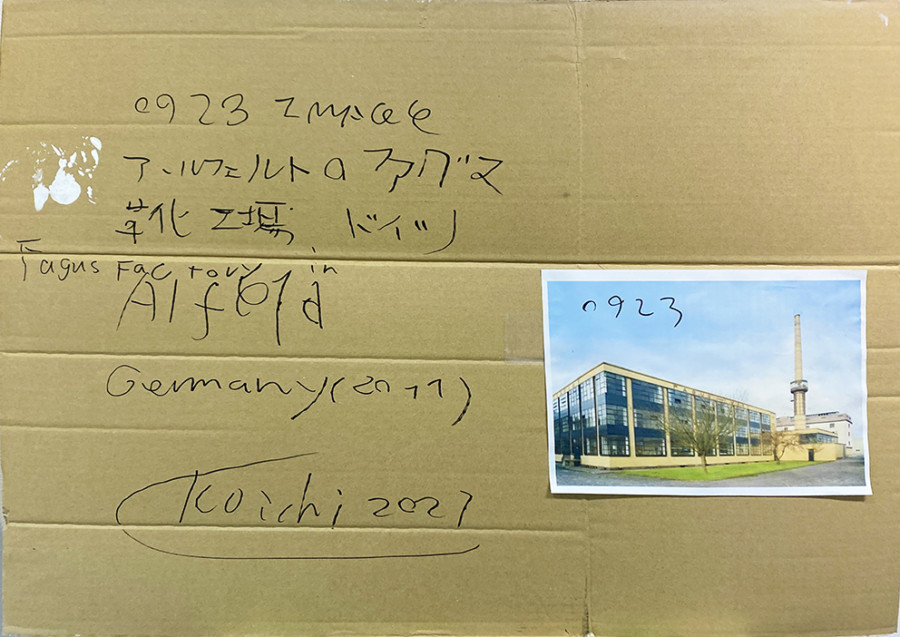 0923 Image
アールフェルトの ファグス
靴工場 ドイツ
Fagus Factory in
Alfeld
Germany (2011)
Koichi 2021
0923